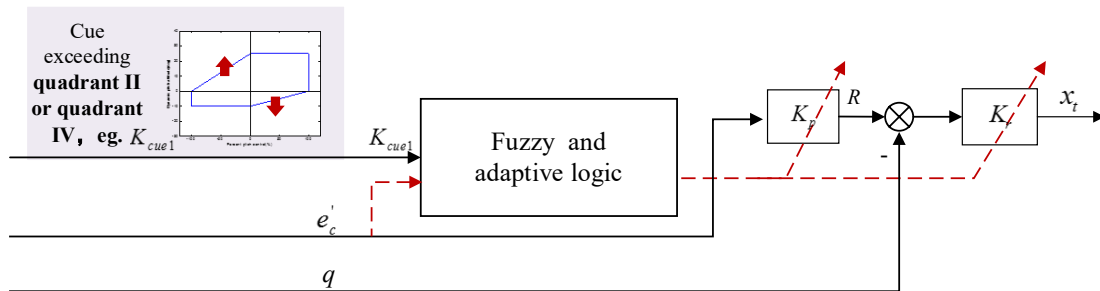 Cue
exceeding
quadrant II
or quadrant
IV, eg. K_cue1
K_cue1
Fuzzy and
adaptive logic
K_p
R
-
K_r
x_t
e'_c
q